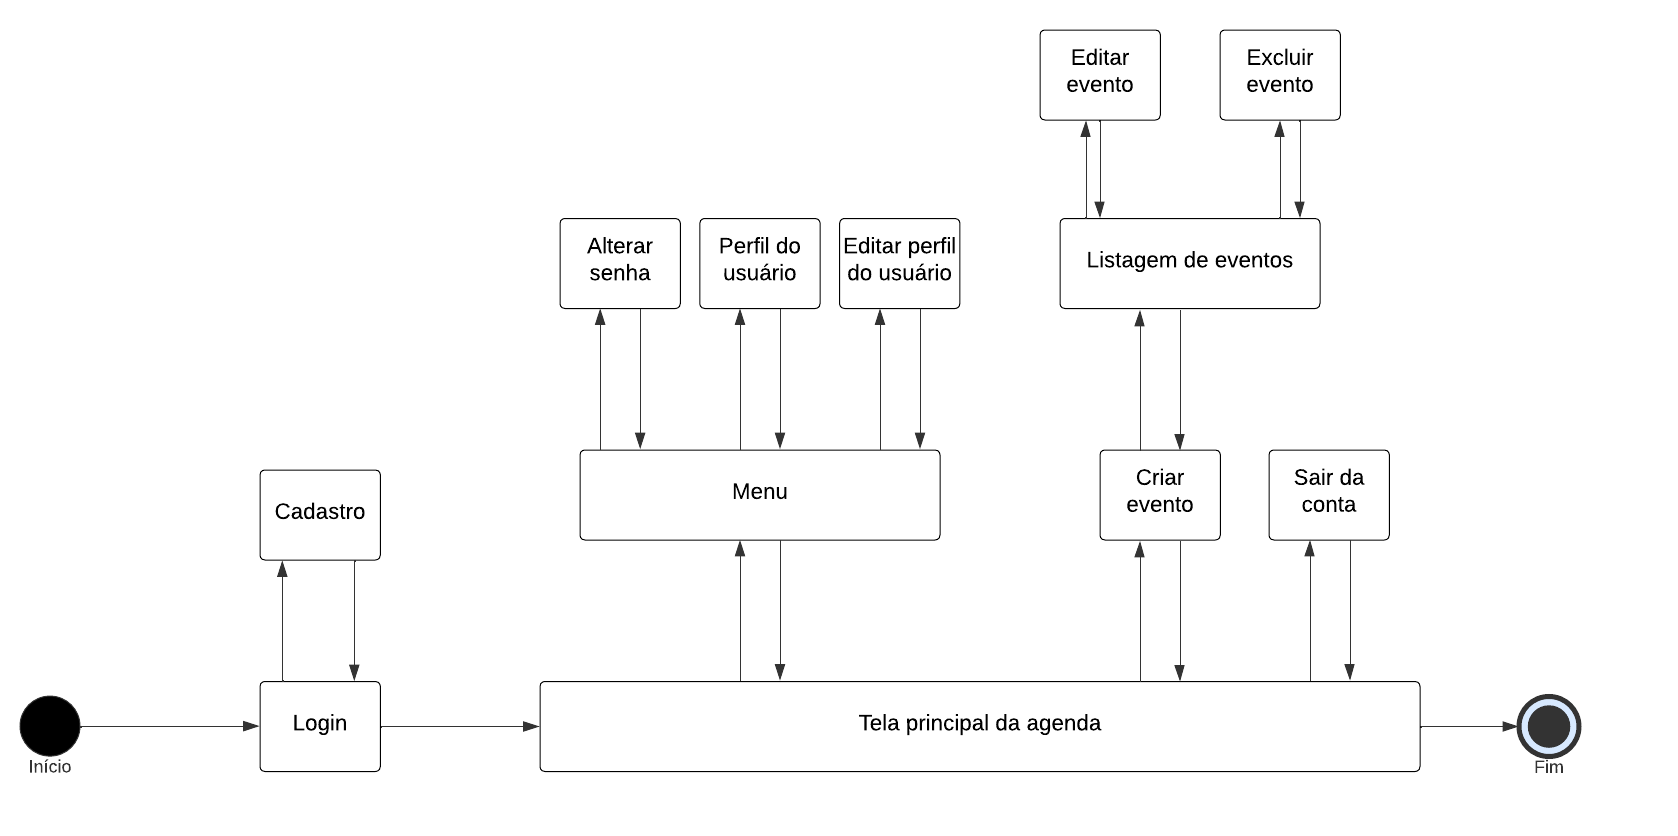 Editar
evento
Excluir
evento
Alterar
senha
Perfil do
usuário
Editar perfil
do usuário
Listagem de eventos
Cadastro
Menu
Criar
evento
Sair da
conta
Início
Login
Tela principal da agenda
Fim